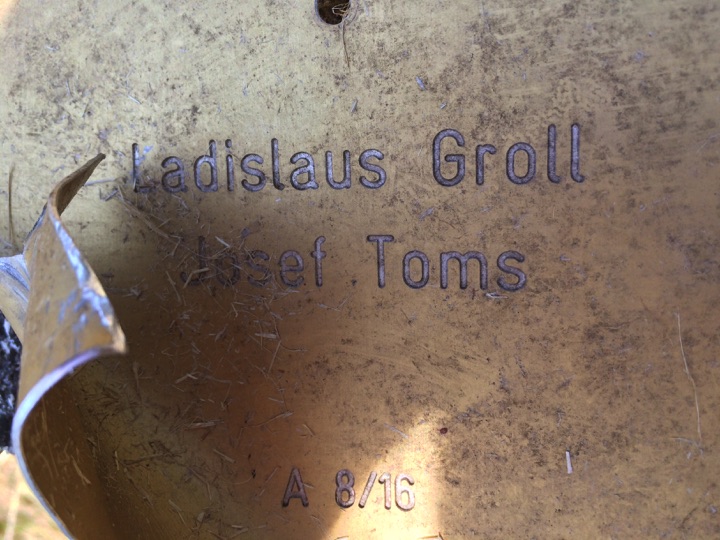 Ladislaus Groll
Josef Toms
A 8/16